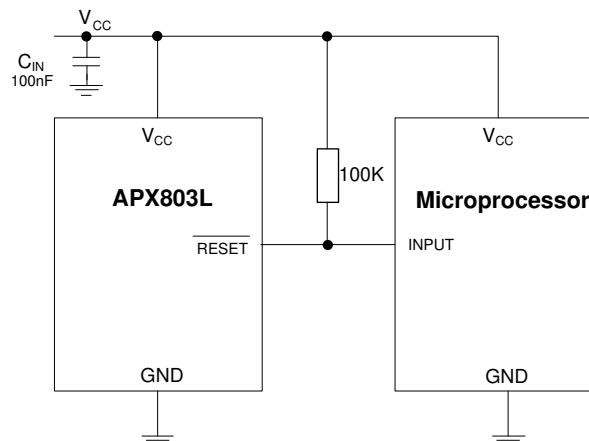 VCC
CIN
100nF
VCC
VCC
APX803L
100K
Microprocessor
RESET
INPUT
GND
GND